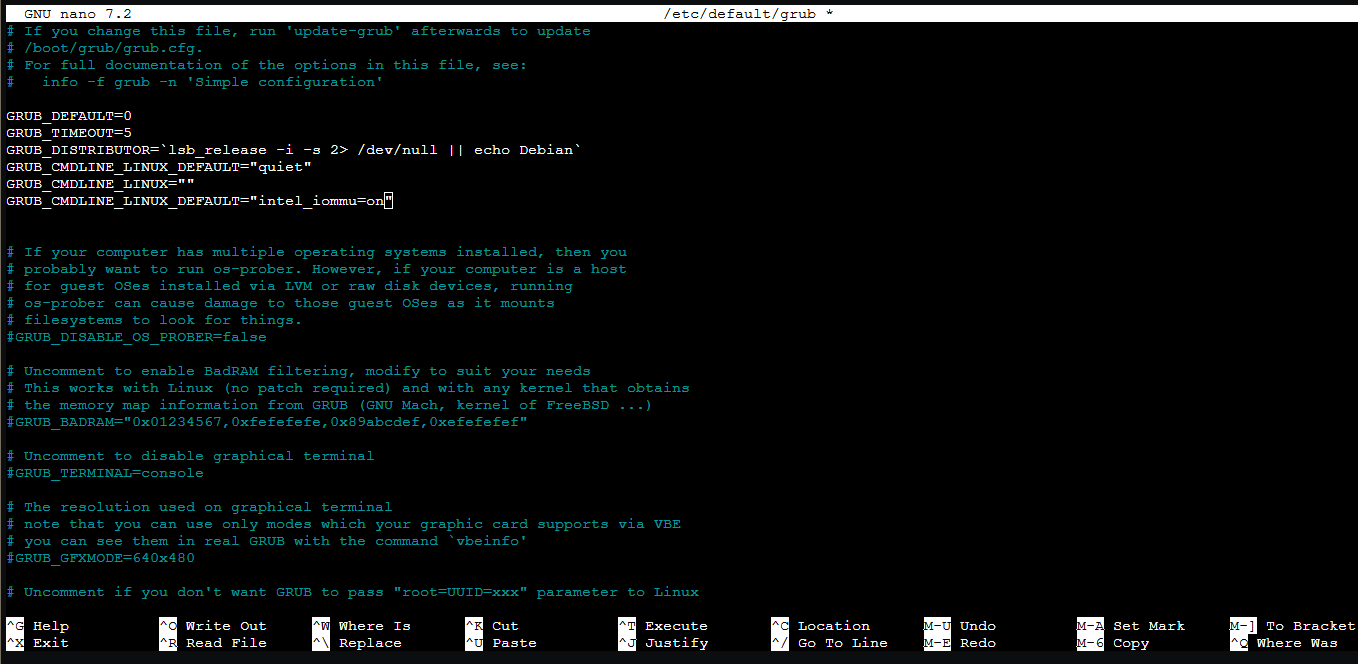 GNU nano 7.2 /etc/default/grub *
# If you change this file, run 'update-grub' afterwards to update
# /boot/grub/grub.cfg.
# For full documentation of the options in this file, see:
#   info -f grub -n 'Simple configuration'
GRUB_DEFAULT=0
GRUB_TIMEOUT=5
GRUB_DISTRIBUTOR=`lsb_release -i -s 2> /dev/null || echo Debian`
GRUB_CMDLINE_LINUX_DEFAULT="quiet"
GRUB_CMDLINE_LINUX=""
GRUB_CMDLINE_LINUX_DEFAULT="intel_iommu=on"
# If your computer has multiple operating systems installed, then you
# probably want to run os-prober. However, if your computer is a host
# for guest OSes installed via LVM or raw disk devices, running
# os-prober can cause damage to those guest OSes as it mounts
# filesystems to look for things.
#GRUB_DISABLE_OS_PROBER=false
# Uncomment to enable BadRAM filtering, modify to suit your needs
# This works with Linux (no patch required) and with any kernel that obtains
# the memory map information from GRUB (GNU Mach, kernel of FreeBSD ...)
#GRUB_BADRAM="0x01234567,0xfefefefe,0x89abcdef,0xefefefef"
# Uncomment to disable graphical terminal
#GRUB_TERMINAL=console
# The resolution used on graphical terminal
# note that you can use only modes which your graphic card supports via VBE
# you can see them in real GRUB with the command `vbeinfo'
#GRUB_GFXMODE=640x480
# Uncomment if you don't want GRUB to pass "root=UUID=xxx" parameter to Linux
^G Help ^O Write Out ^W Where Is ^K Cut ^T Execute ^C Location M-U Undo M-A Set Mark M-] To Bracket
^X Exit ^R Read File ^\ Replace ^U Paste ^J Justify ^/ Go To Line M-E Redo M-6 Copy ^Q Where Was